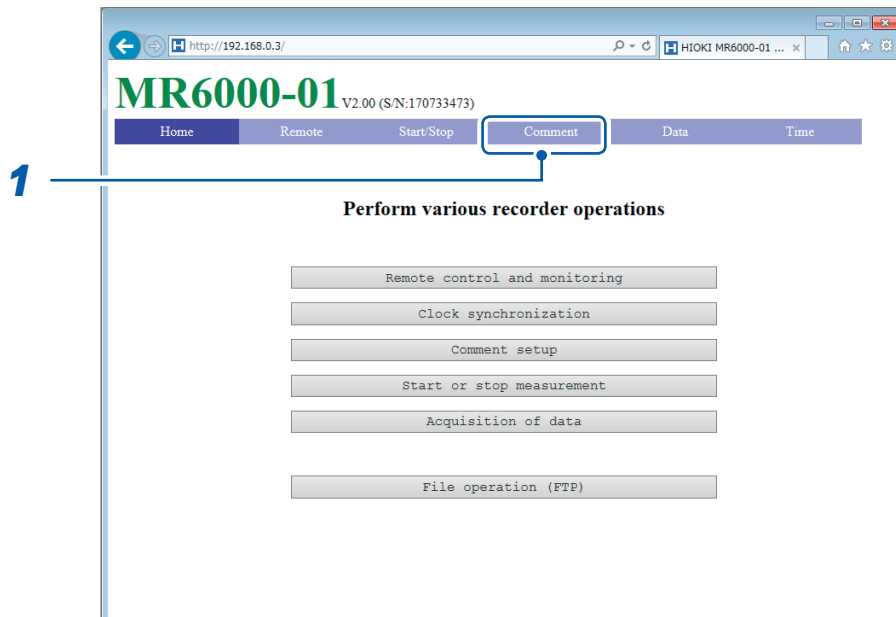 http://192.168.0.3/
HIOKI MR6000-01 ...
MR6000-01 V2.00 (S/N:170733473)
Home Remote Start/Stop Comment Data Time
1
Perform various recorder operations
Remote control and monitoring
Clock synchronization
Comment setup
Start or stop measurement
Acquisition of data
File operation (FTP)